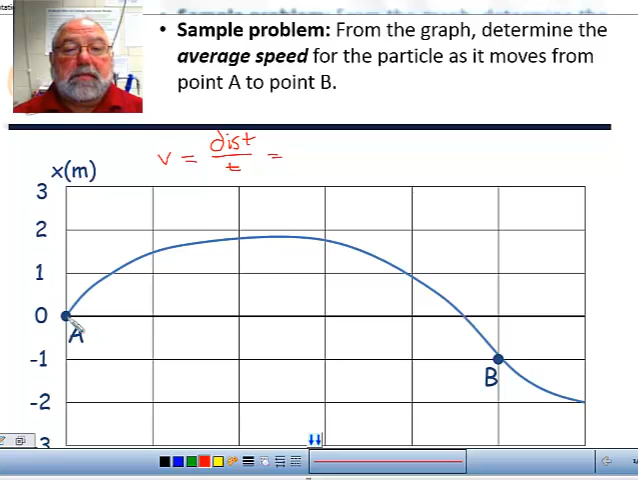 • Sample problem: From the graph, determine the
average speed for the particle as it moves from
point A to point B.
v = dist/t =
x(m)
3
2
1
0
A
-1
B
-2